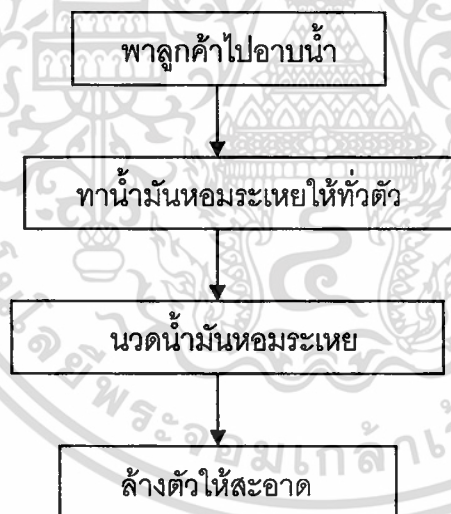 พาลูกค้าไปอาบน้ำ
ทาน้ำมันหอมระเหยให้ทั่วตัว
นวดน้ำมันหอมระเหย
ล้างตัวให้สะอาด